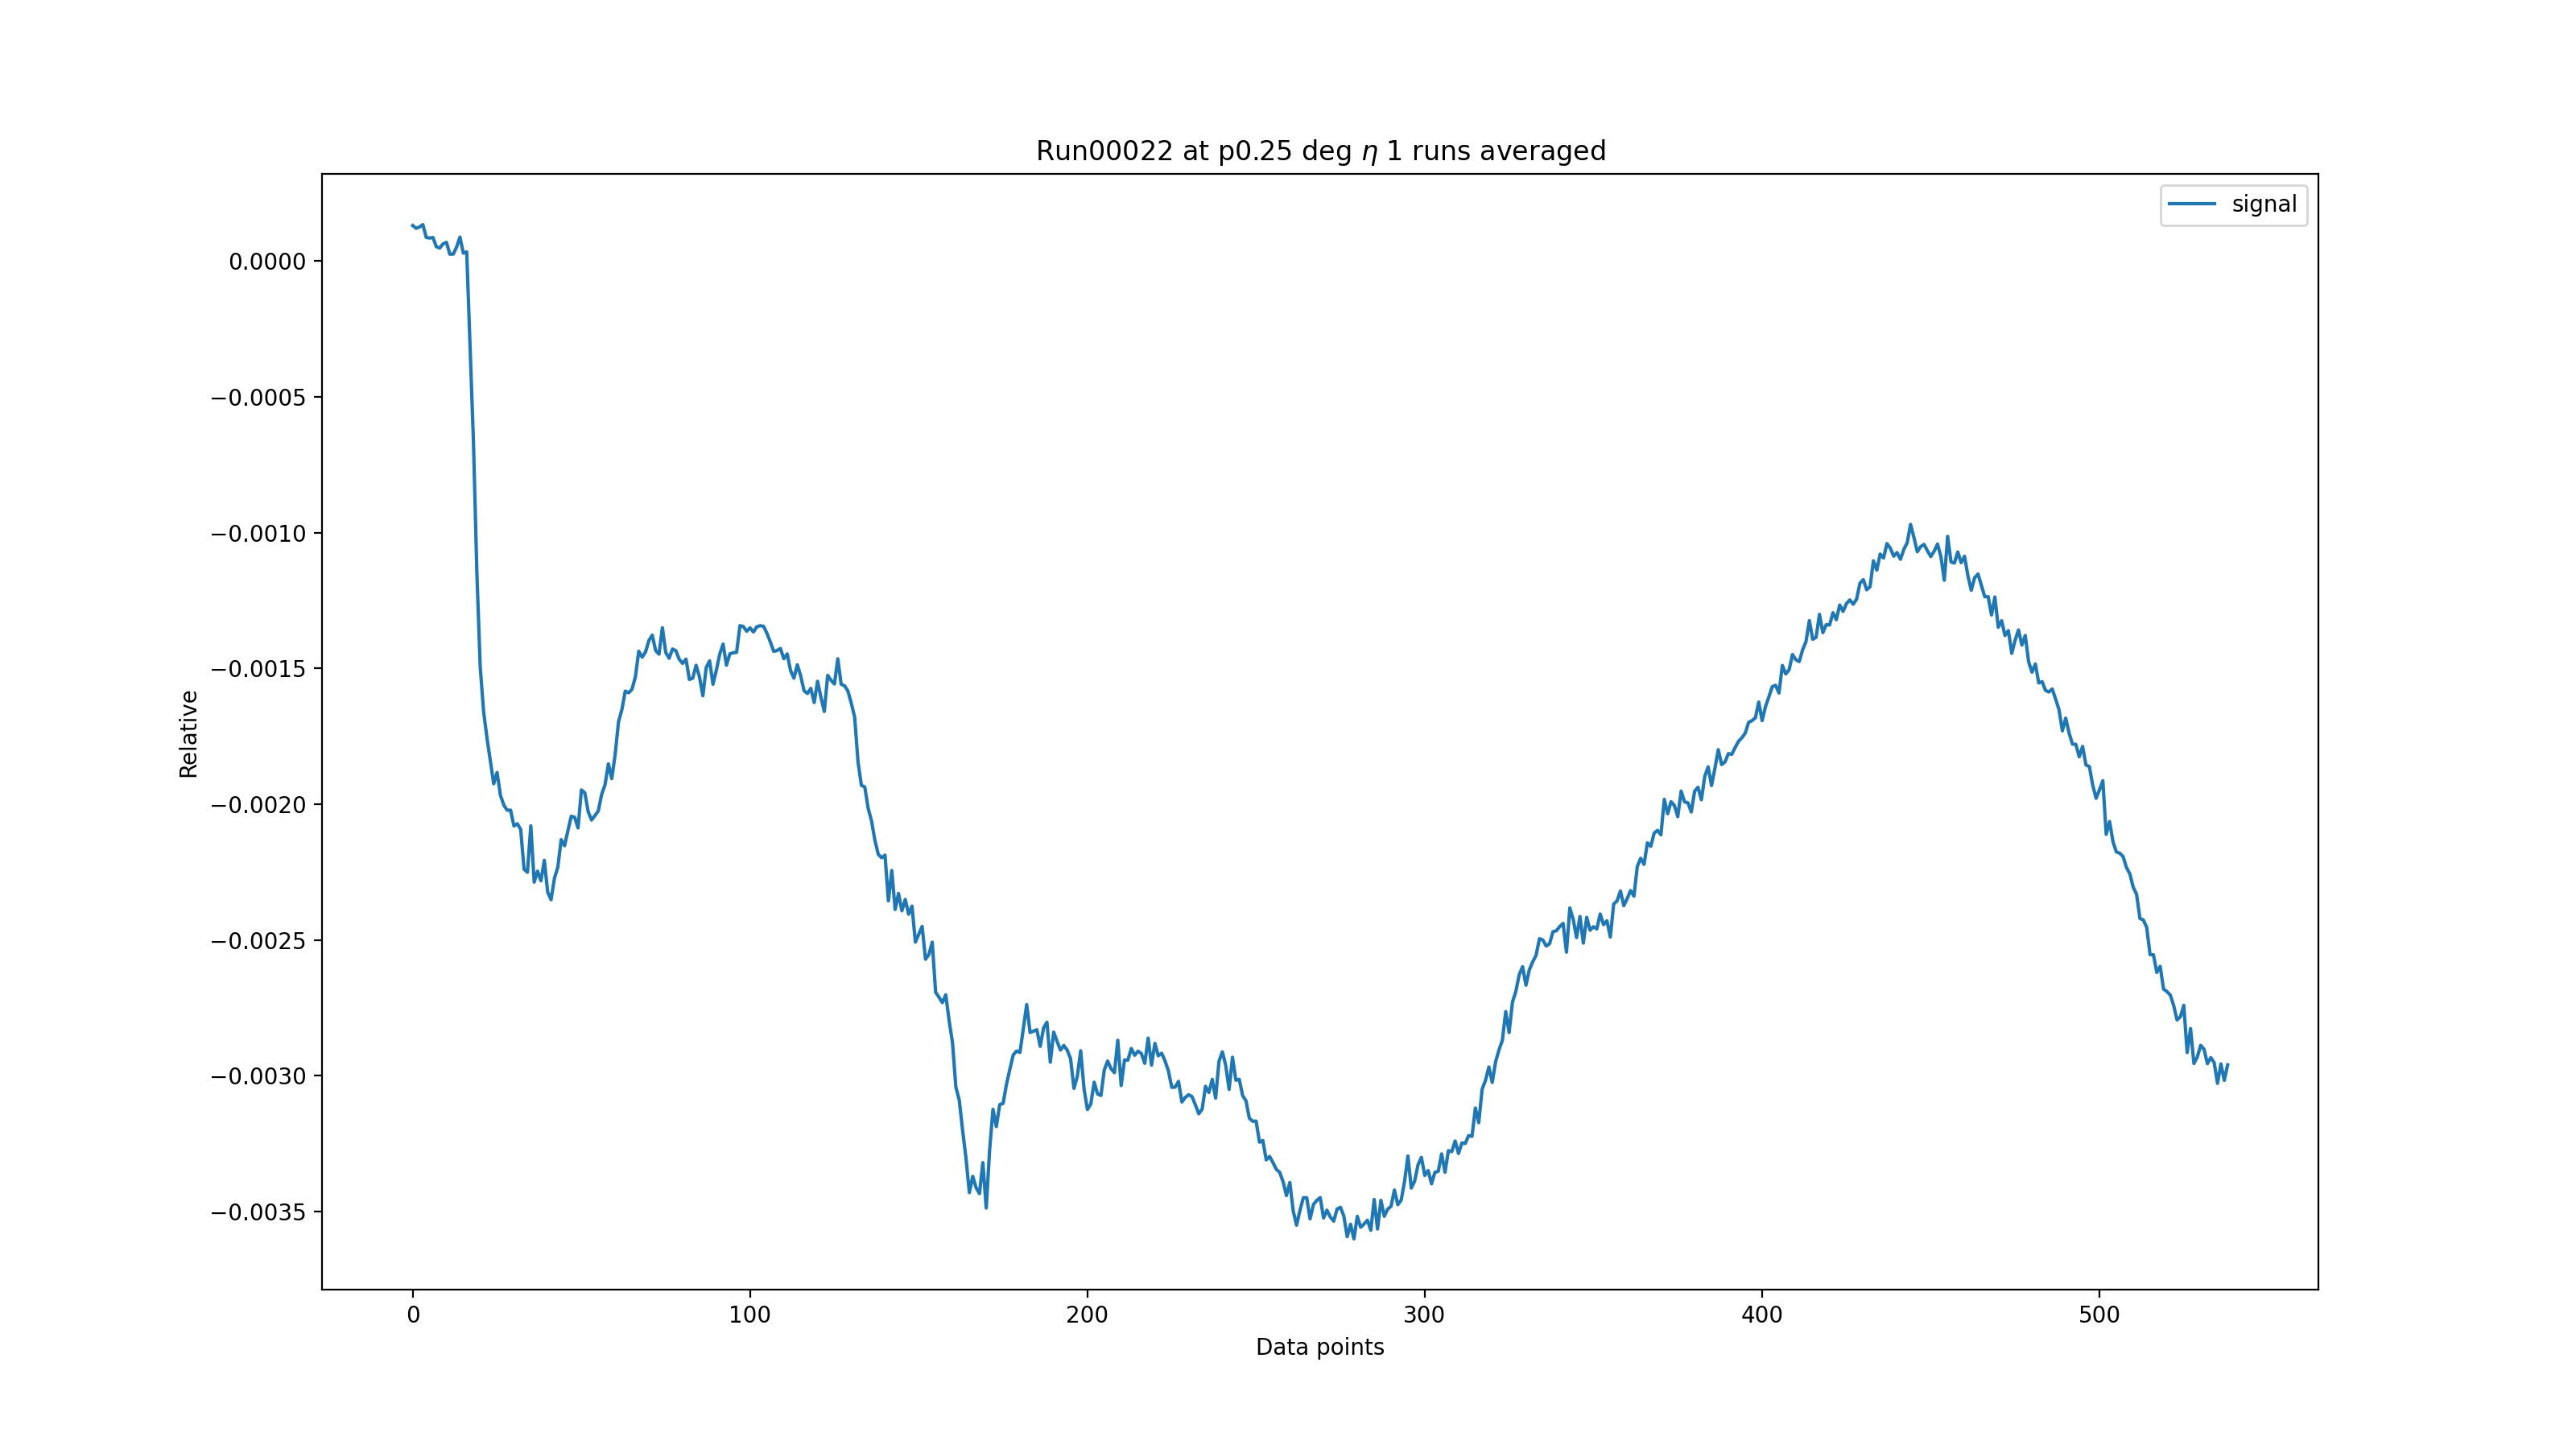 Run00022 at p0.25 deg η 1 runs averaged
signal
0.0000
−0.0005
−0.0010
−0.0015
−0.0020
−0.0025
−0.0030
−0.0035
Relative
0 100 200 300 400 500
Data points